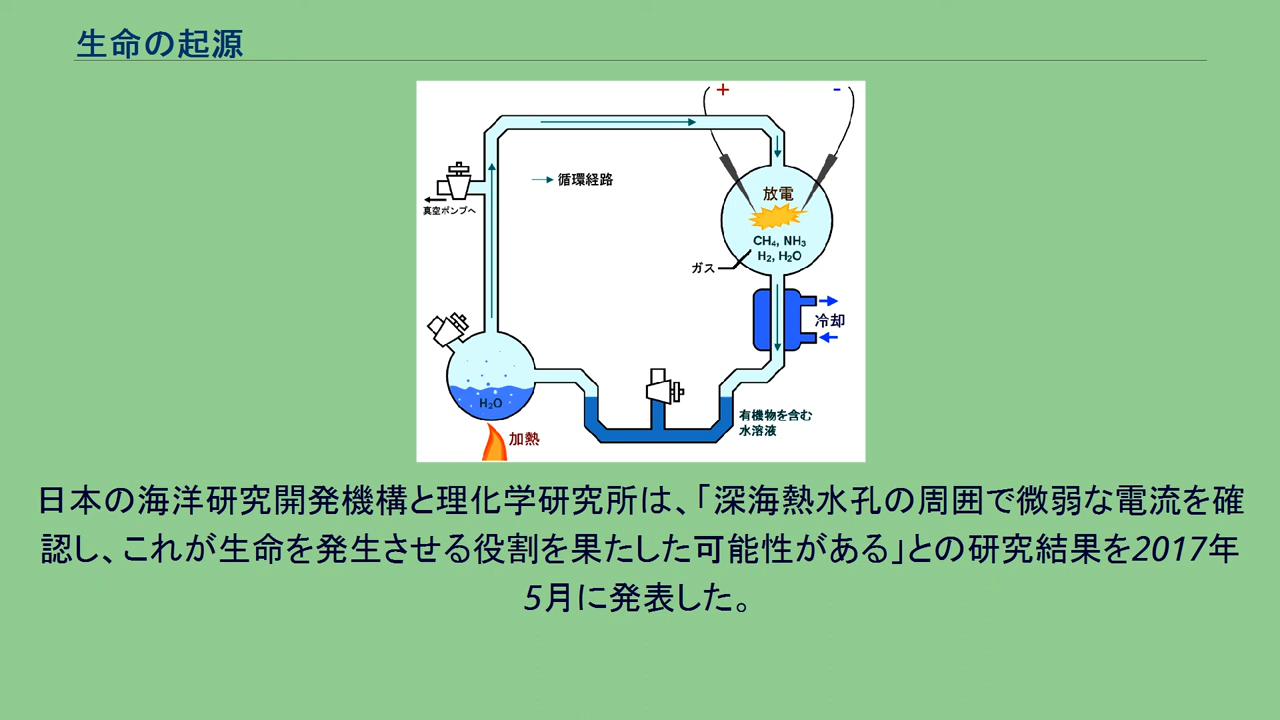 生命の起源
+ -
循環経路
放電
真空ポンプへ
CH₄, NH₃
H₂, H₂O
ガス
冷却
H₂O
有機物を含む
水溶液
加熱
日本の海洋研究開発機構と理化学研究所は、「深海熱水孔の周囲で微弱な電流を確
認し、これが生命を発生させる役割を果たした可能性がある」との研究結果を2017年
5月に発表した。